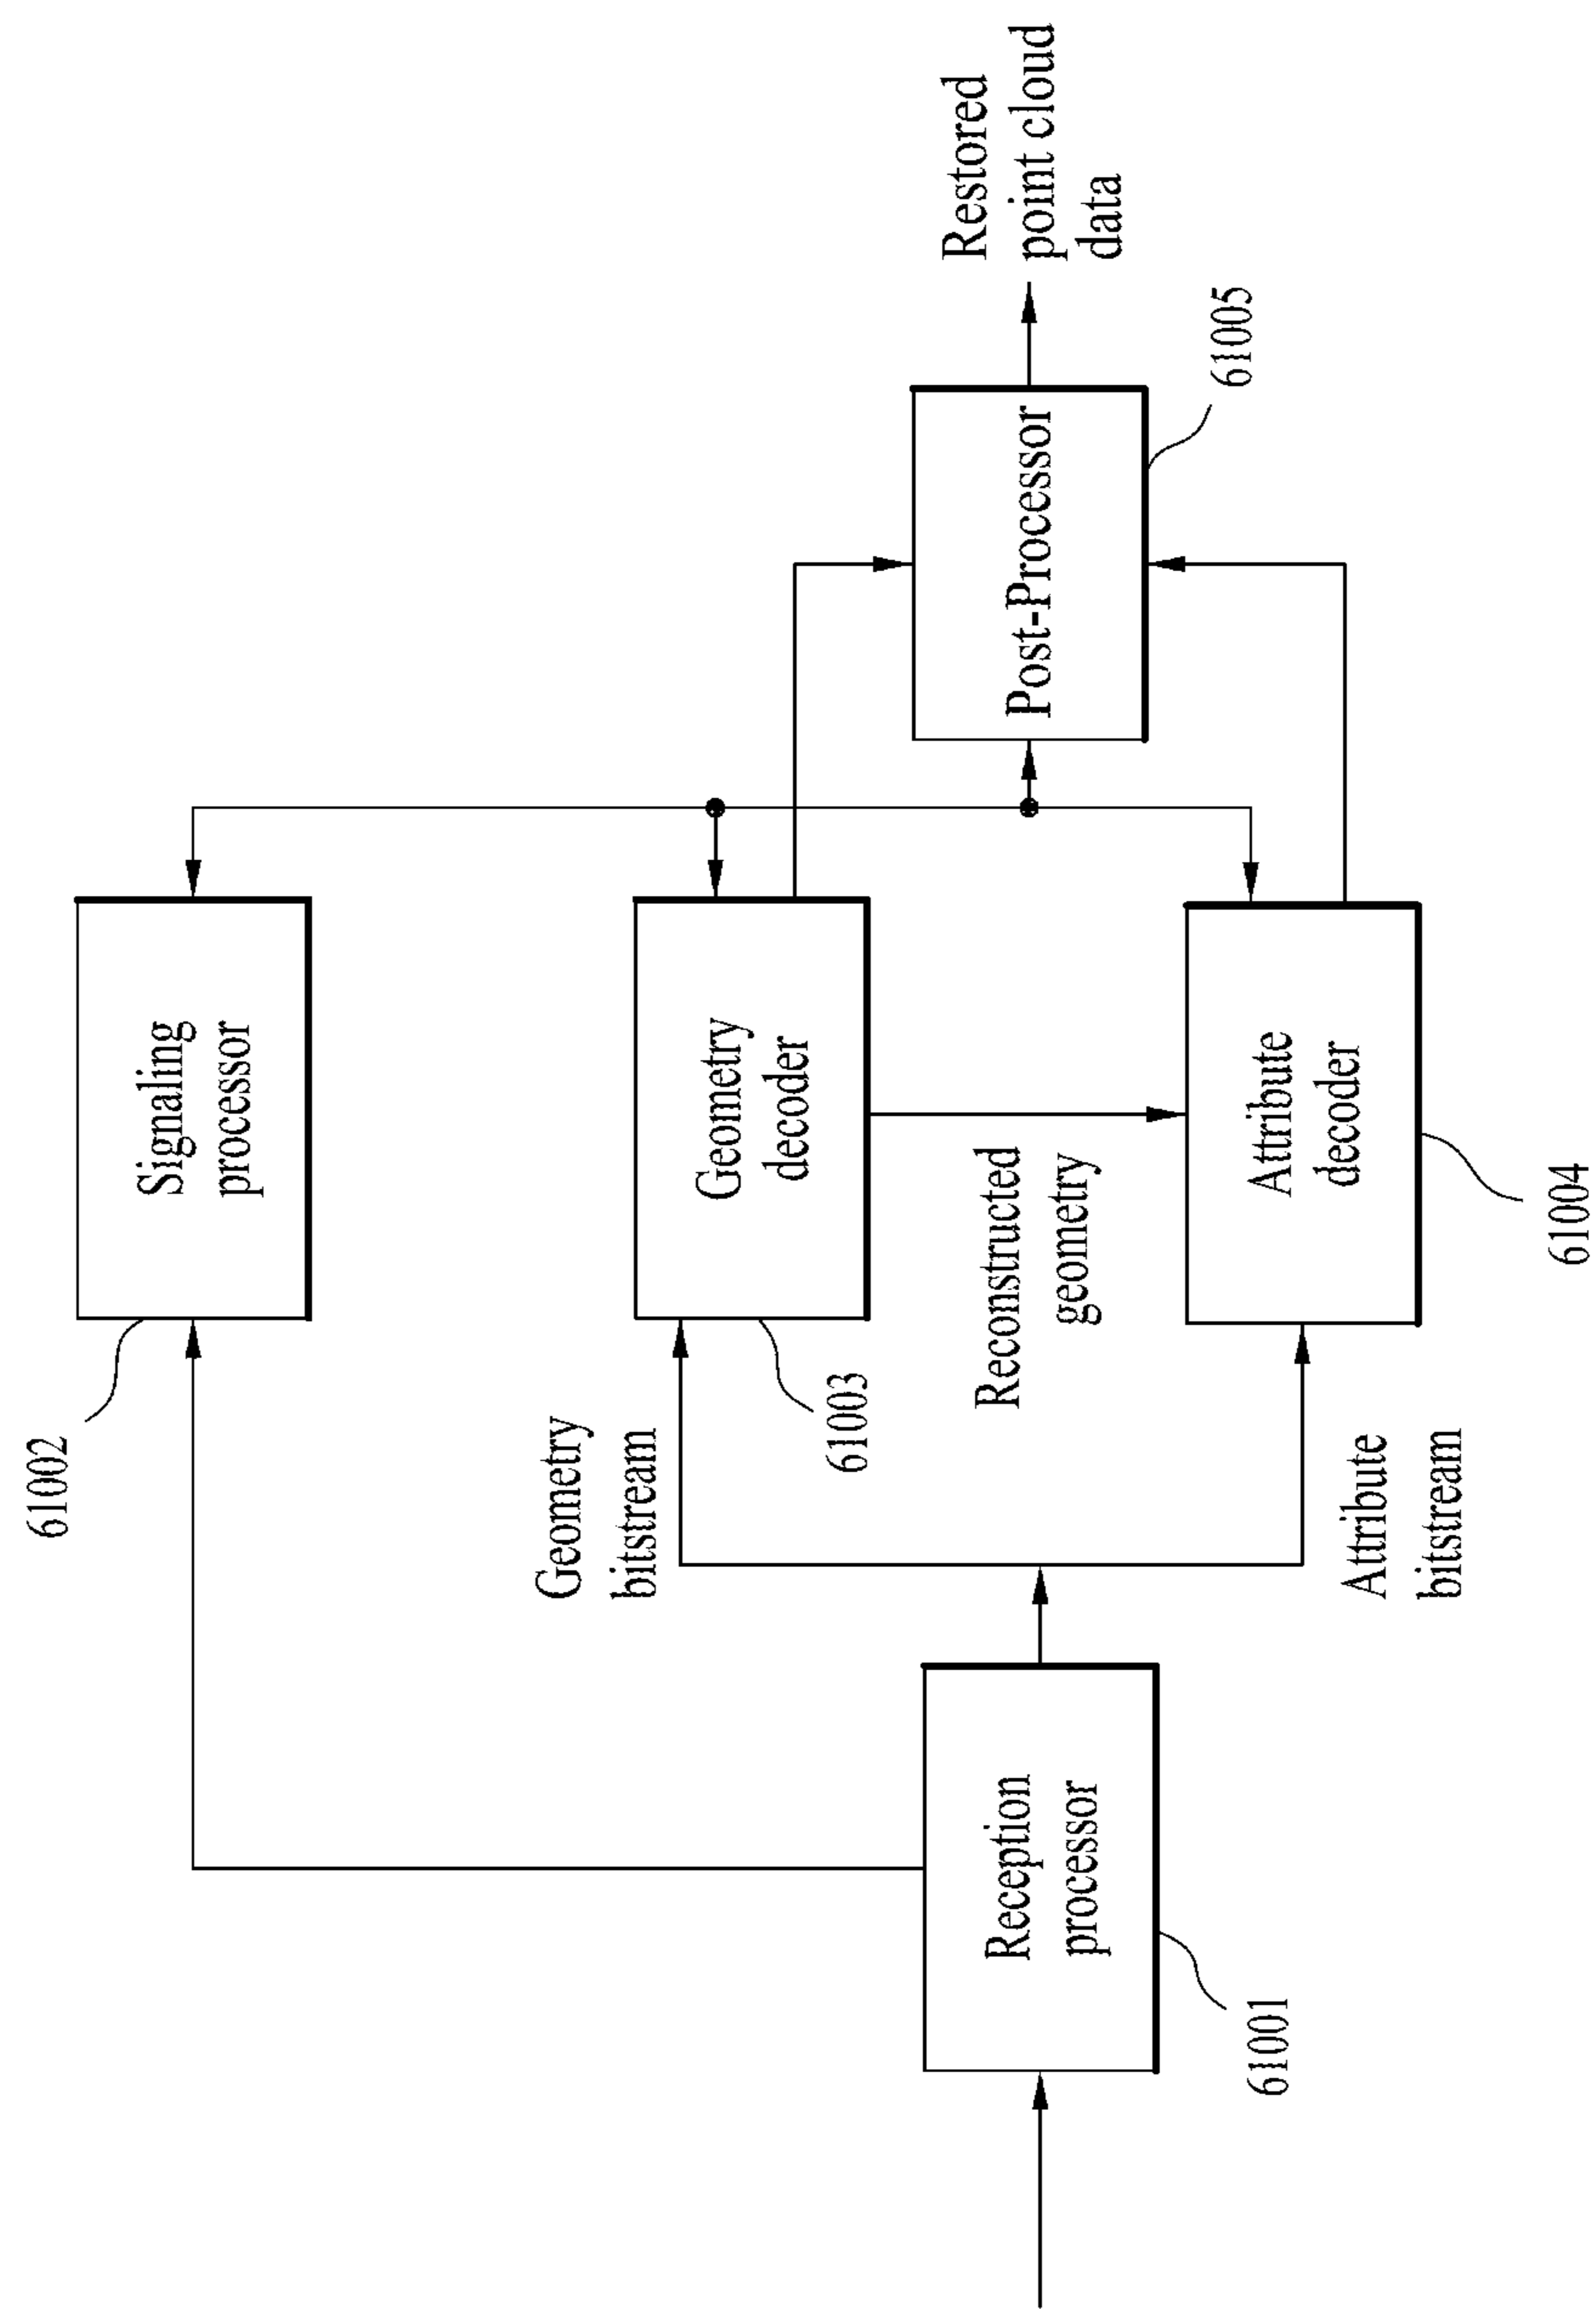 61002
Signaling
processor
Geometry
bitstream
61003
Geometry
decoder
Reconstructed
geometry
Reception
processor
61001
Attribute
bitstream
Attribute
decoder
61004
Post-Processor
61005
Restored
point cloud
data